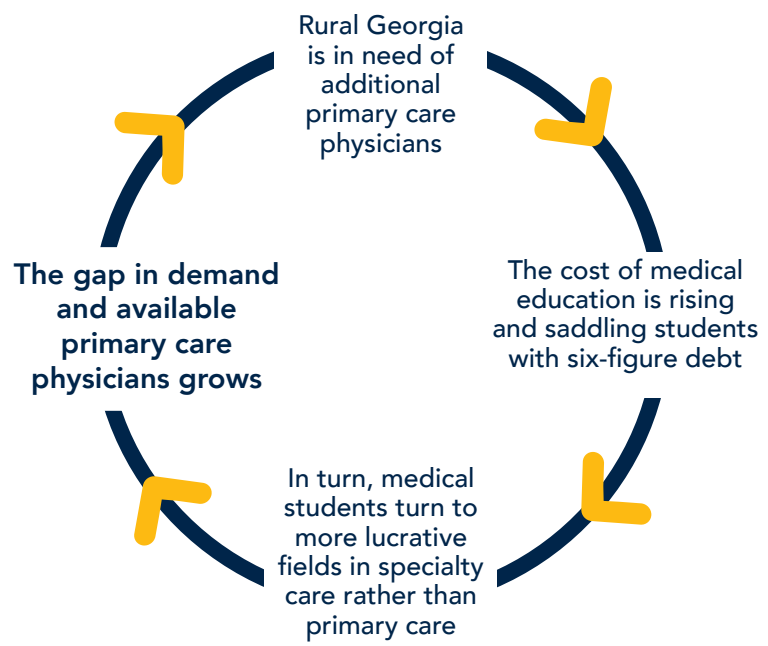 Rural Georgia
is in need of
additional
primary care
physicians
The cost of medical
education is rising
and saddling students
with six-figure debt
In turn, medical
students turn to
more lucrative
fields in specialty
care rather than
primary care
The gap in demand
and available
primary care
physicians grows